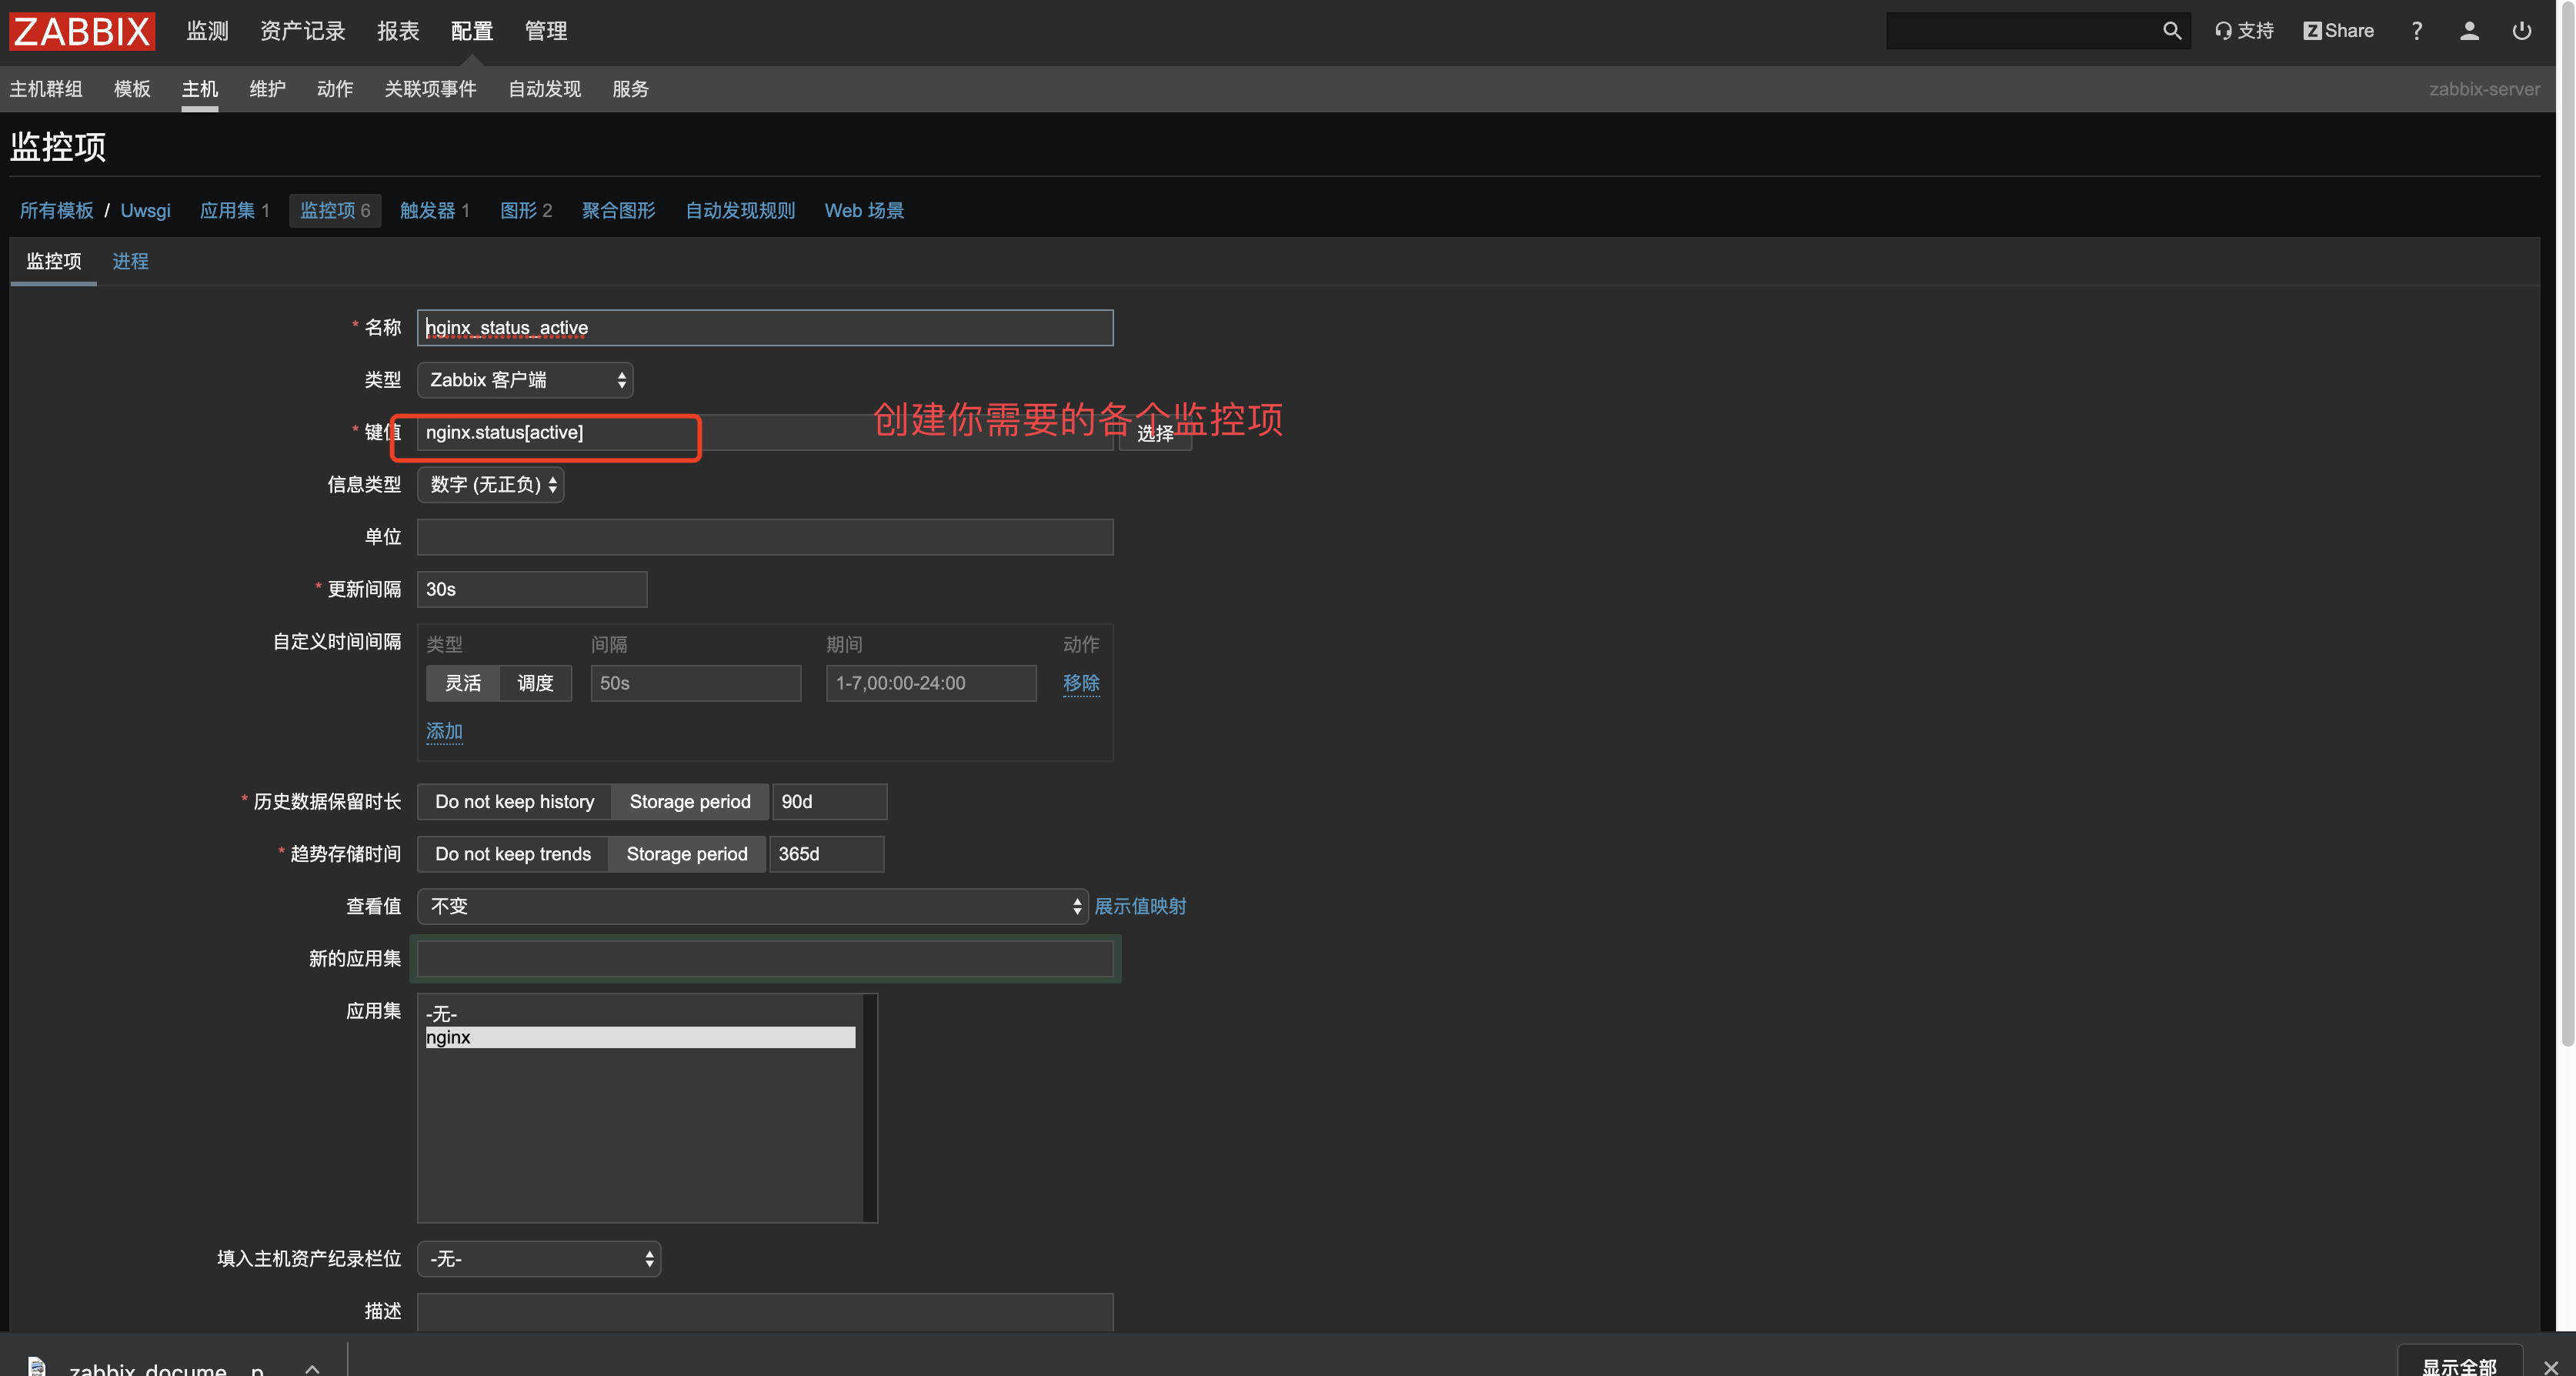 ZABBIX 监测 资产记录 报表 配置 管理 支持 Z Share ?
主机群组 模板 主机 维护 动作 关联项事件 自动发现 服务 zabbix-server
监控项
所有模板 / Uwsgi 应用集 1 监控项 6 触发器 1 图形 2 聚合图形 自动发现规则 Web 场景
监控项 进程
* 名称 nginx_status_active
类型 Zabbix 客户端
创建你需要的各个监控项
* 键值 nginx.status[active] 选择
信息类型 数字 (无正负)
单位
* 更新间隔 30s
自定义时间间隔 类型 间隔 期间 动作
灵活 调度 50s 1-7,00:00-24:00 移除
添加
* 历史数据保留时长 Do not keep history Storage period 90d
* 趋势存储时间 Do not keep trends Storage period 365d
查看值 不变 展示值映射
新的应用集
应用集 -无-
nginx
填入主机资产纪录栏位 -无-
描述
zabbix_docume....p 显示全部